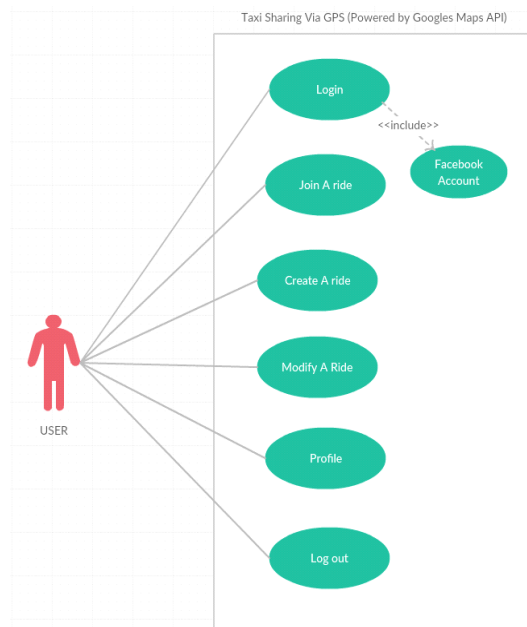 Taxi Sharing Via GPS (Powered by Googles Maps API)
Login
<<include>>
Facebook
Account
Join A ride
Create A ride
Modify A Ride
USER
Profile
Log out